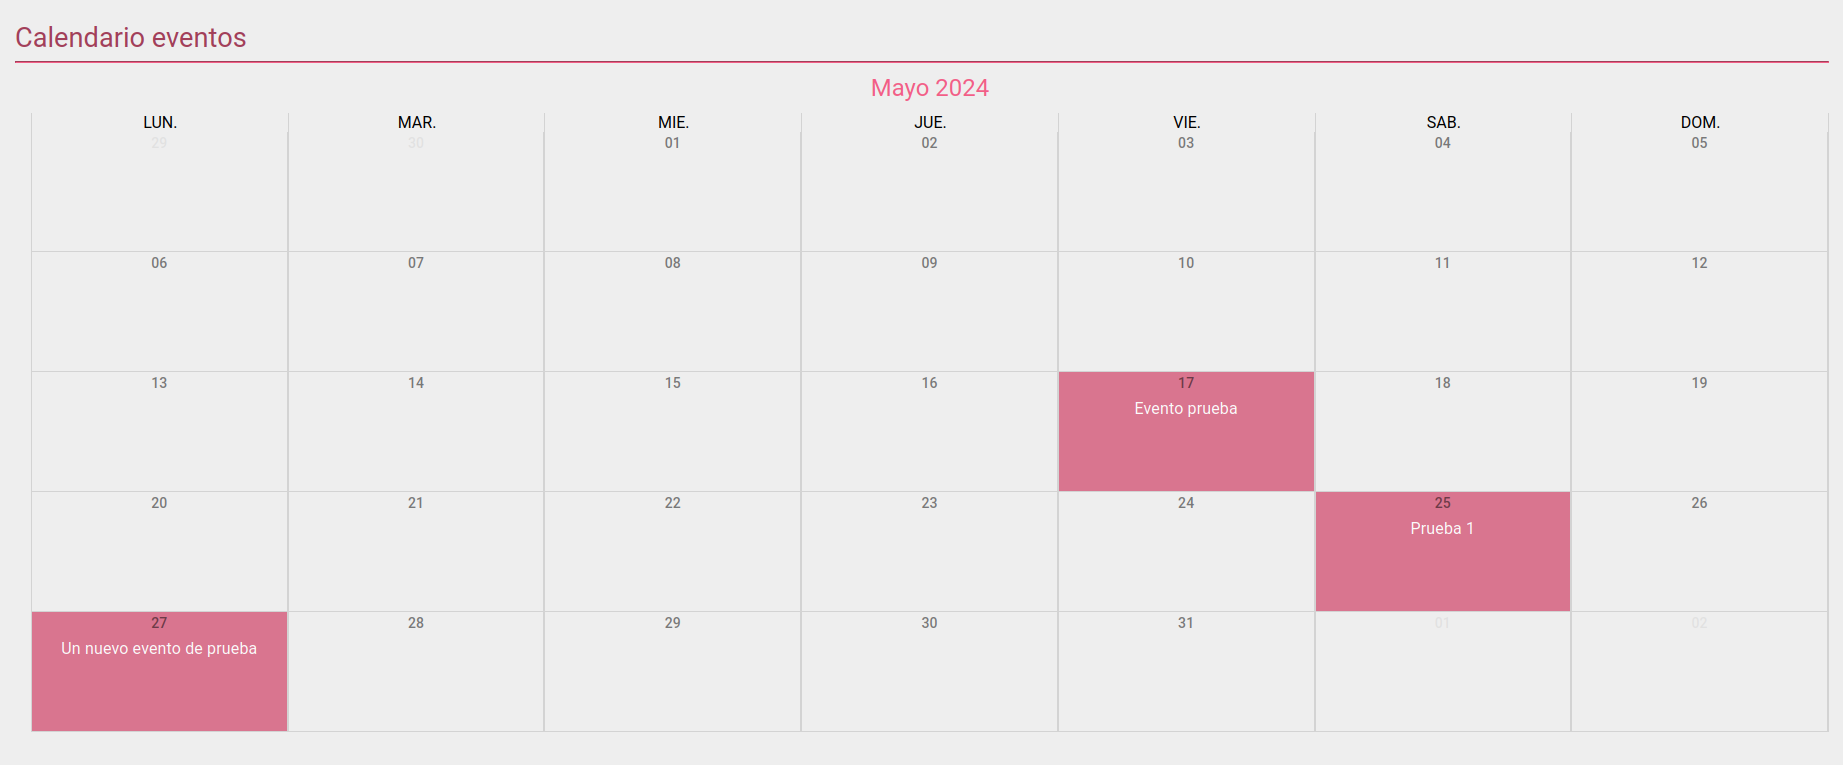 Calendario eventos
Mayo 2024
LUN. MAR. MIE. JUE. VIE. SAB. DOM.
29 30 01 02 03 04 05
06 07 08 09 10 11 12
13 14 15 16 17 18 19
Evento prueba
20 21 22 23 24 25 26
Prueba 1
27 28 29 30 31 01 02
Un nuevo evento de prueba